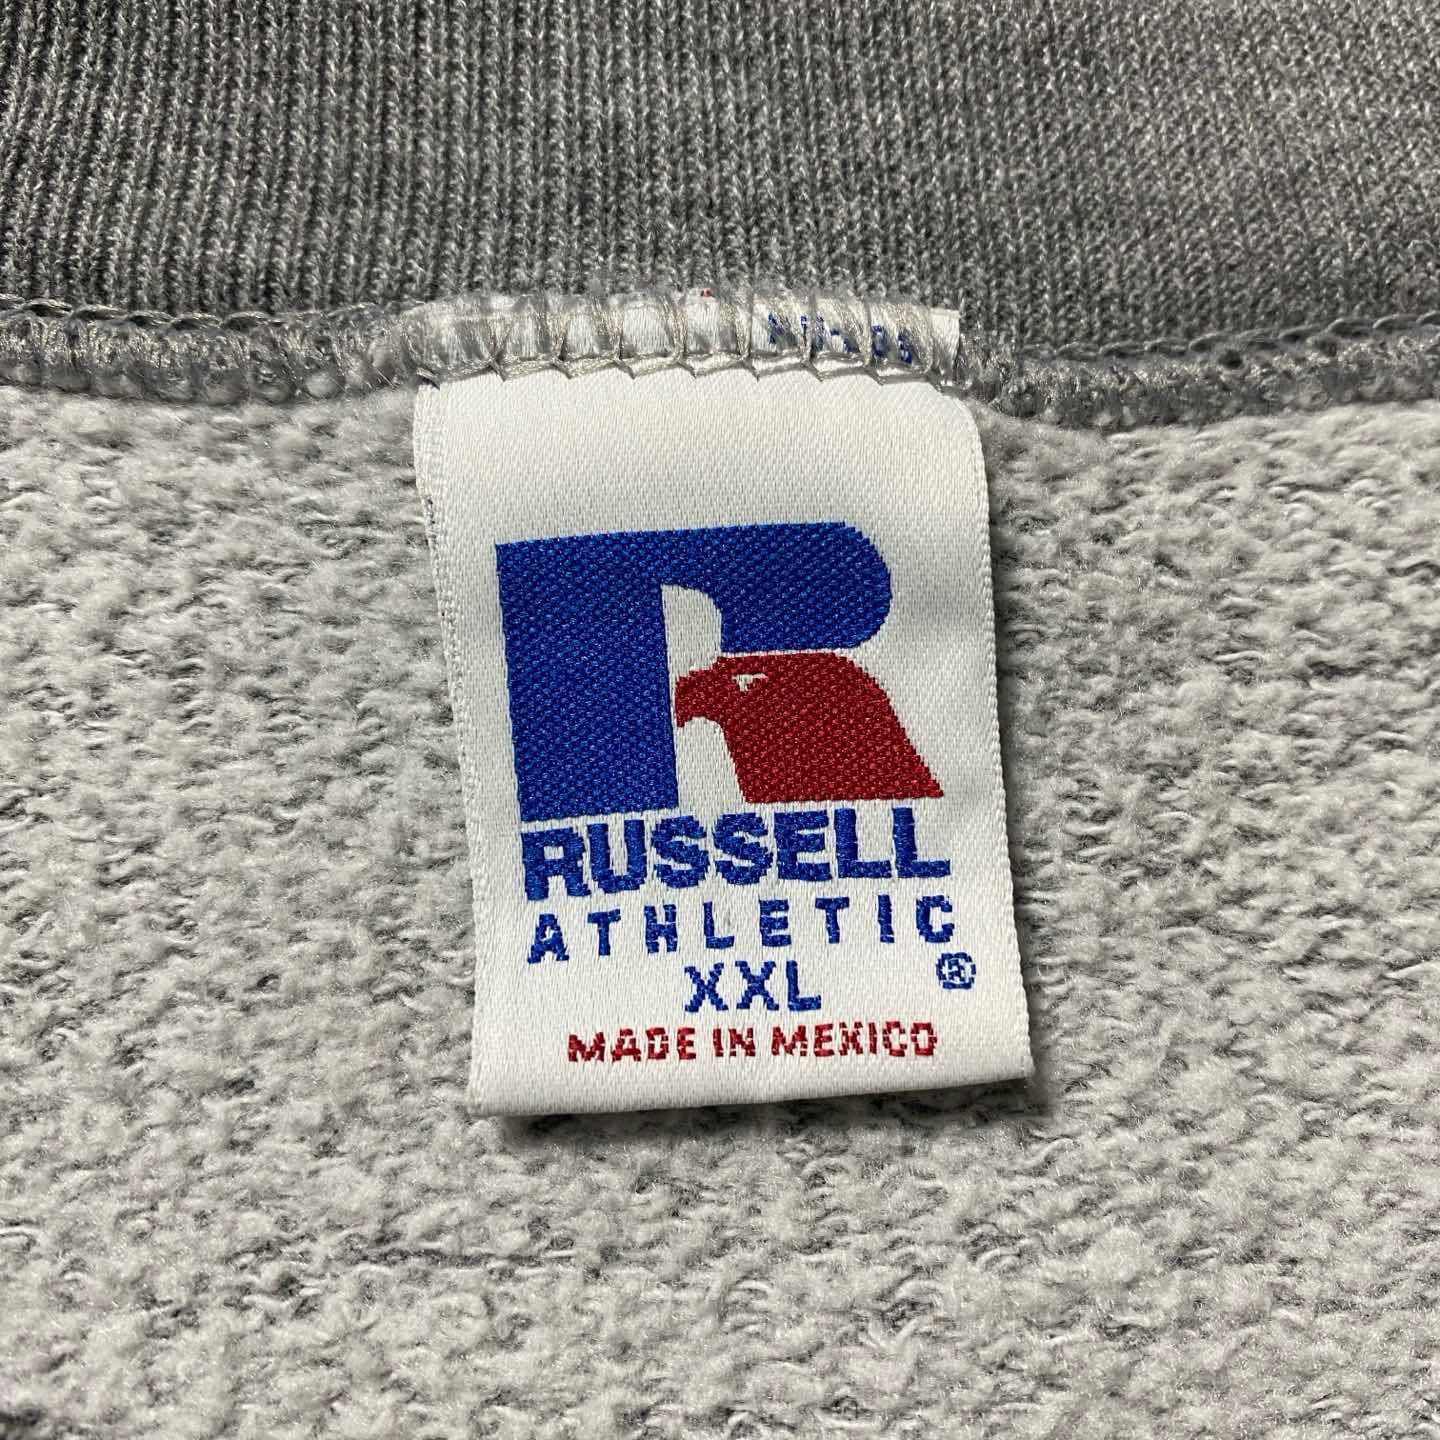 RUSSELL
ATHLETIC
XXL ®
MADE IN MEXICO